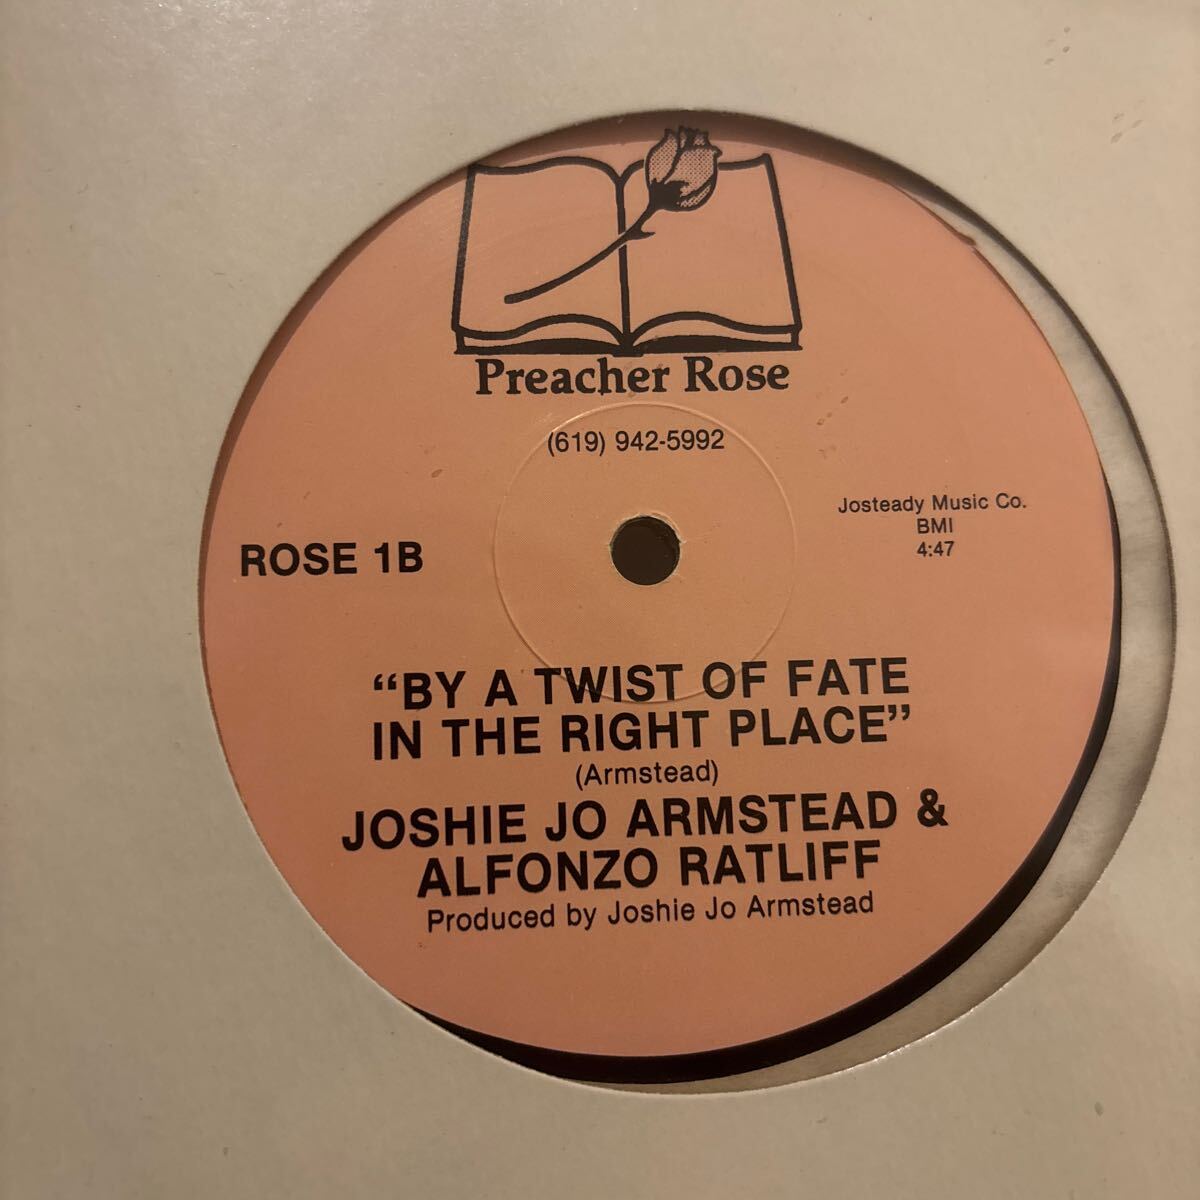 Preacher Rose
(619) 942-5992
Josteady Music Co.
BMI
4:47
ROSE 1B
“BY A TWIST OF FATE
IN THE RIGHT PLACE”
(Armstead)
JOSHIE JO ARMSTEAD &
ALFONZO RATLIFF
Produced by Joshie Jo Armstead